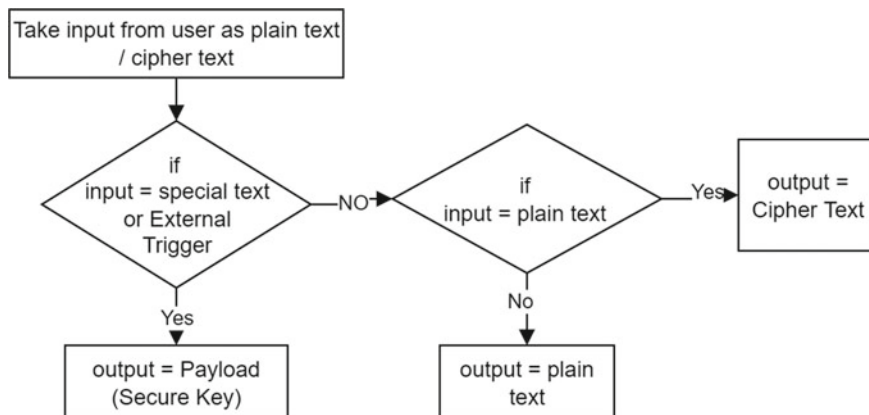 Take input from user as plain text
/ cipher text
if
input = special text
or External
Trigger
NO
if
input = plain text
Yes
output =
Cipher Text
Yes
No
output = Payload
(Secure Key)
output = plain
text